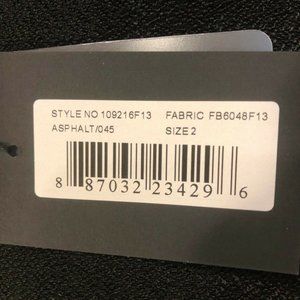 STYLE NO 109216F13 FABRIC FB6048F13
ASPHALT/045 SIZE 2
8 87032 23429 6